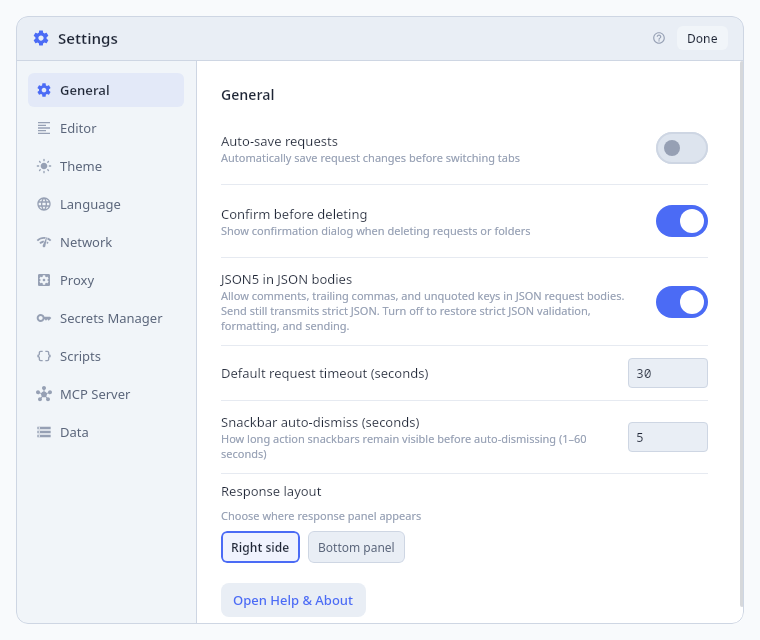 Settings
Done
General
Editor
Theme
Language
Network
Proxy
Secrets Manager
Scripts
MCP Server
Data
General
Auto-save requests
Automatically save request changes before switching tabs
Confirm before deleting
Show confirmation dialog when deleting requests or folders
JSON5 in JSON bodies
Allow comments, trailing commas, and unquoted keys in JSON request bodies.
Send still transmits strict JSON. Turn off to restore strict JSON validation,
formatting, and sending.
Default request timeout (seconds)
30
Snackbar auto-dismiss (seconds)
How long action snackbars remain visible before auto-dismissing (1–60
seconds)
5
Response layout
Choose where response panel appears
Right side
Bottom panel
Open Help & About